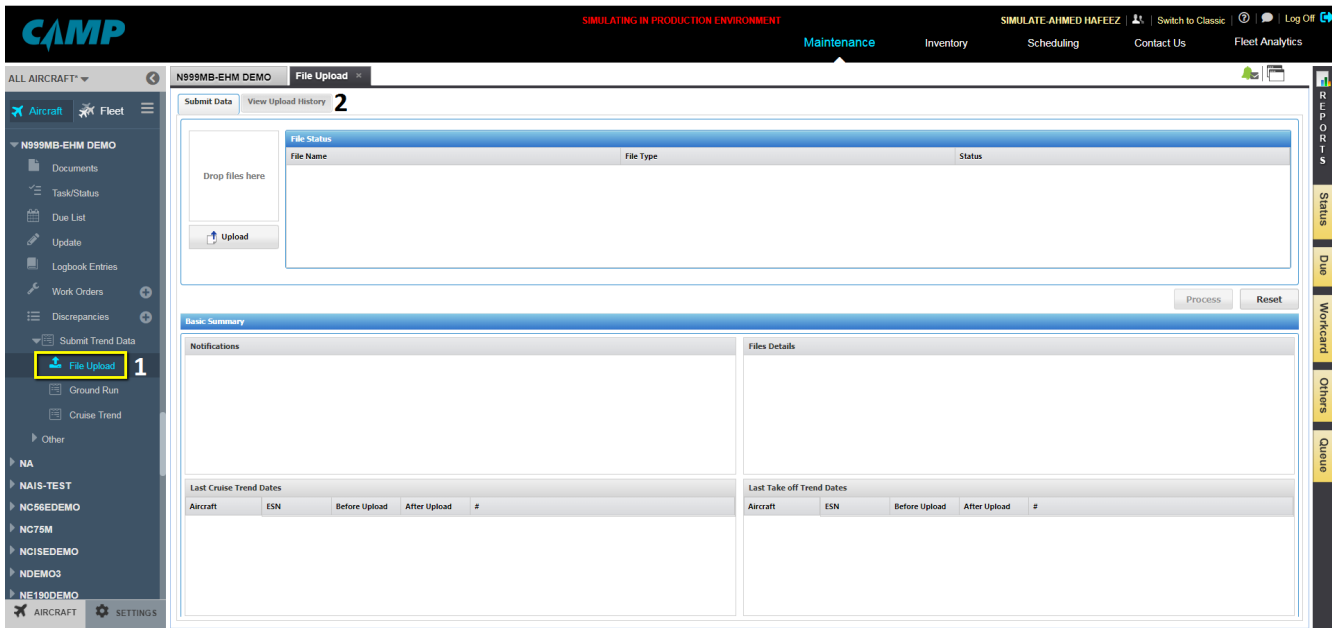 CAMP
SIMULATING IN PRODUCTION ENVIRONMENT
SIMULATE-AHMED HAFEEZ | Switch to Classic | ? | | Log Off
Maintenance Inventory Scheduling Contact Us Fleet Analytics
ALL AIRCRAFT*
Aircraft Fleet
N999MB-EHM DEMO
Documents
Task/Status
Due List
Update
Logbook Entries
Work Orders
Discrepancies
Submit Trend Data
File Upload 1
Ground Run
Cruise Trend
Other
NA
NAIS-TEST
NC56EDEMO
NC75M
NCISEDEMO
NDEMO3
NE190DEMO
AIRCRAFT SETTINGS
N999MB-EHM DEMO File Upload ×
Submit Data View Upload History 2
Drop files here
Upload
File Status
File Name File Type Status
Process Reset
Basic Summary
Notifications
Files Details
Last Cruise Trend Dates
Aircraft ESN Before Upload After Upload #
Last Take off Trend Dates
Aircraft ESN Before Upload After Upload #
REPORTS
Status
Due
Workcard
Others
Queue